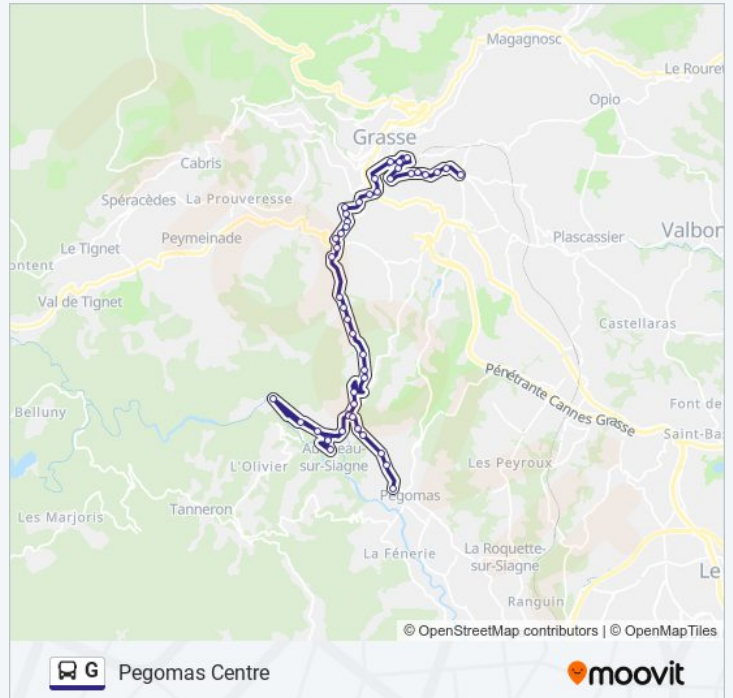 Magagnosc
Le Rouret
Opio
Grasse
Cabris
Spéracèdes
La Prouveresse
Valbon
Plascassier
Peymeinade
Le Tignet
ontent
Val de Tignet
Castellaras
Pénétrante Cannes Grasse
Font de
Saint-Ba
Belluny
Auribeau-
sur-Siagne
L'Olivier
Les Peyroux
Pégomas
Les Marjoris
Tanneron
La Fénerie
La Roquette-
sur-Siagne
Le
Ranguin
© OpenStreetMap contributors | © OpenMapTiles
G Pegomas Centre
moovit